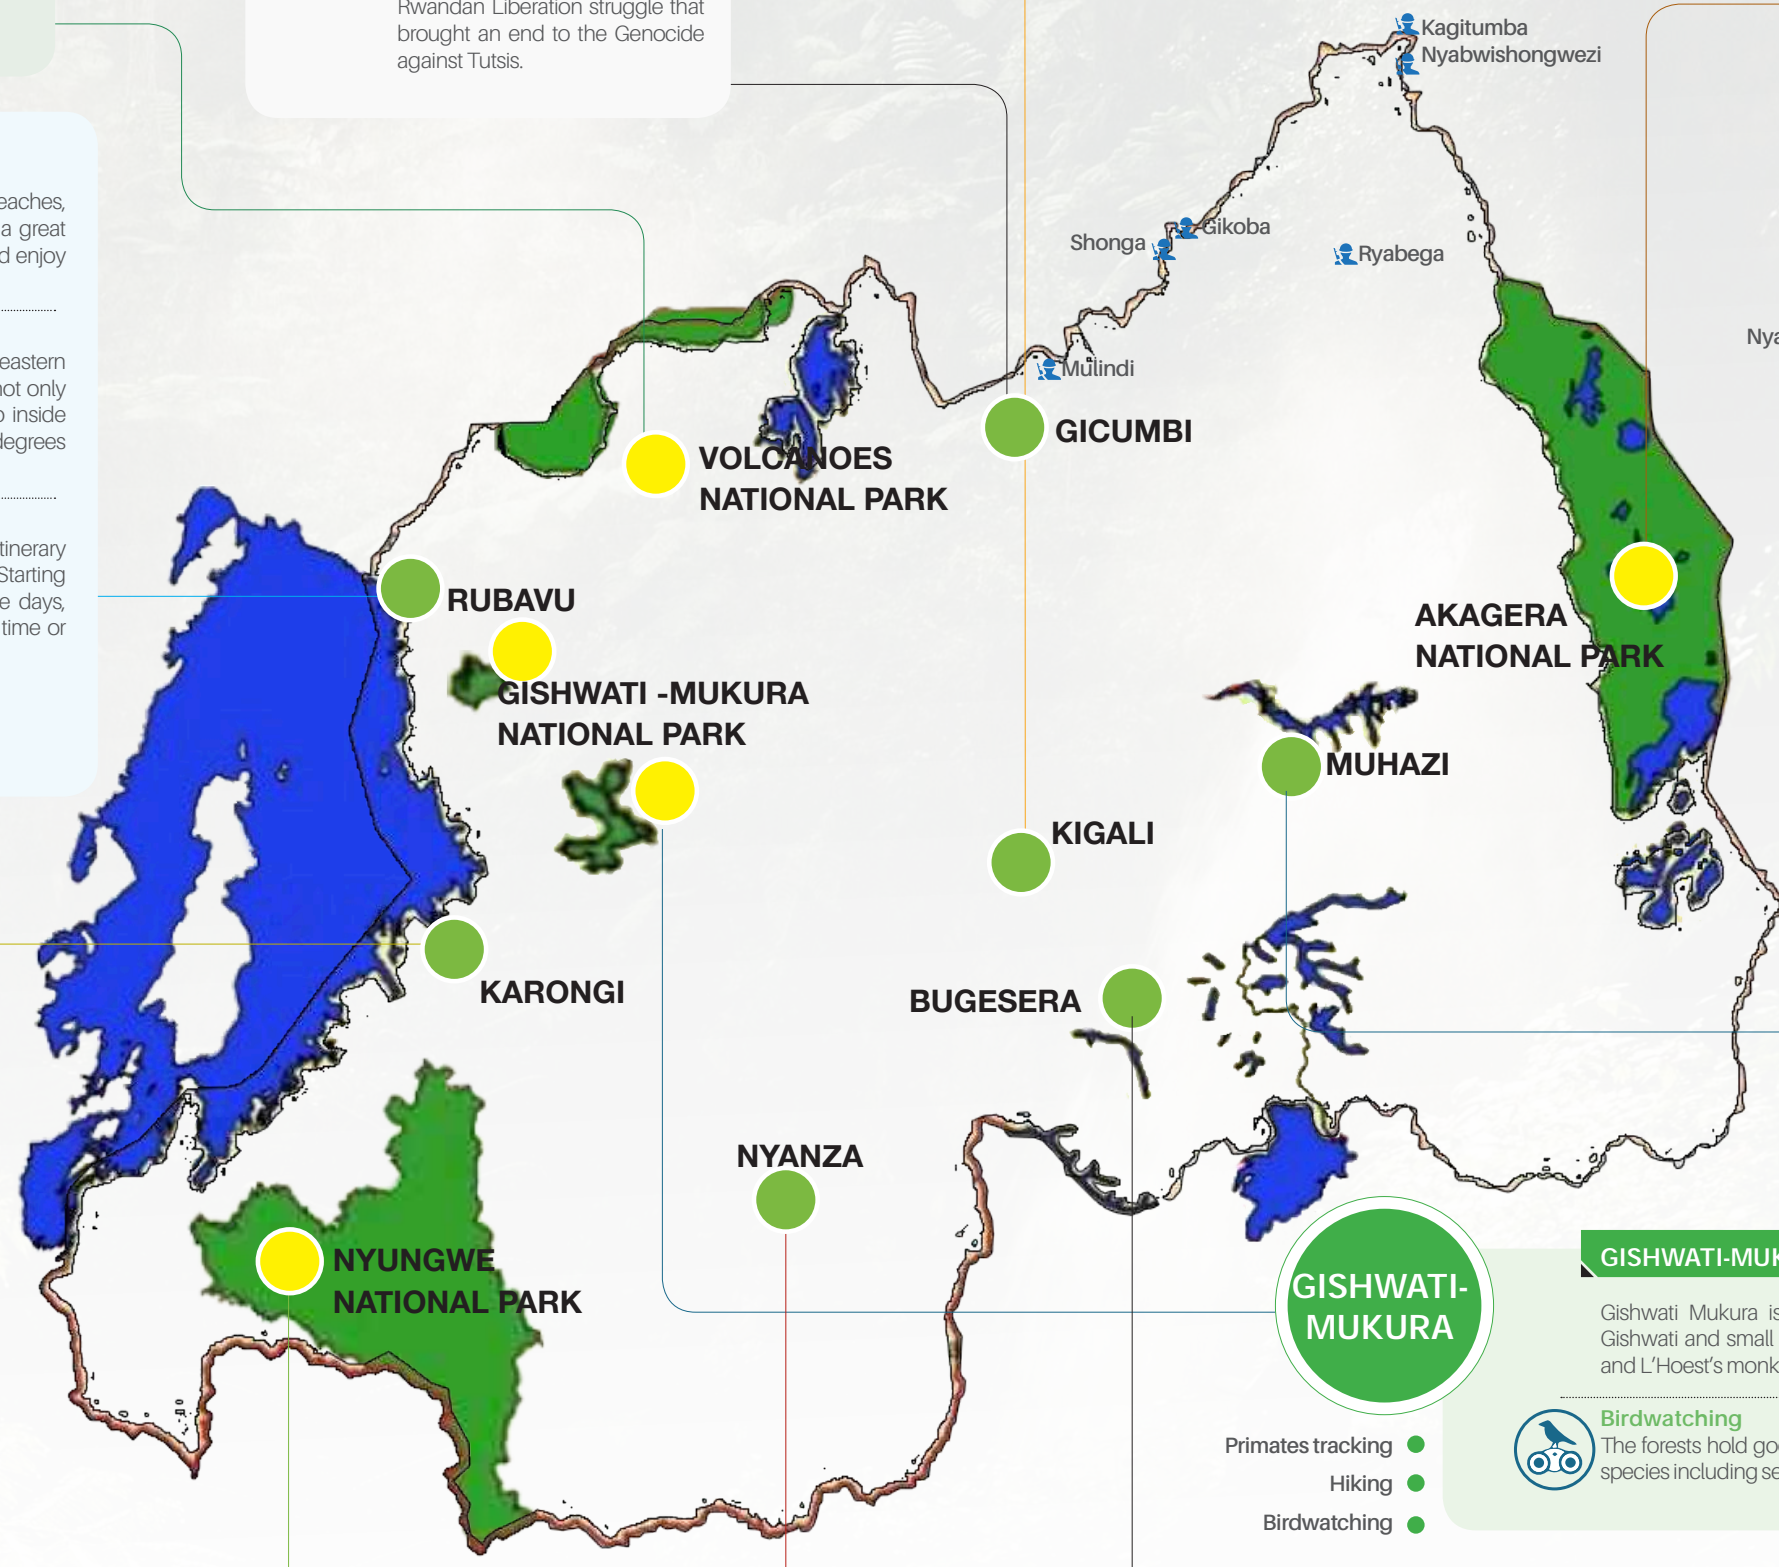 Rwandan Liberation struggle that
brought an end to the Genocide
against Tutsis.
eaches,
a great
d enjoy
eastern
not only
o inside
degrees
tinerary
Starting
e days,
time or
Kagitumba
Nyabwishongwezi
Gikoba
Shonga
Ryabega
Mulindi
Nya
GICUMBI
VOLCANOES
NATIONAL PARK
RUBAVU
GISHWATI -MUKURA
NATIONAL PARK
AKAGERA
NATIONAL PARK
MUHAZI
KIGALI
KARONGI
BUGESERA
NYANZA
NYUNGWE
NATIONAL PARK
GISHWATI-
MUKURA
Primates tracking
Hiking
Birdwatching
GISHWATI-MUK
Gishwati Mukura is
Gishwati and small
and L'Hoest's monk
Birdwatching
The forests hold goo
species including se